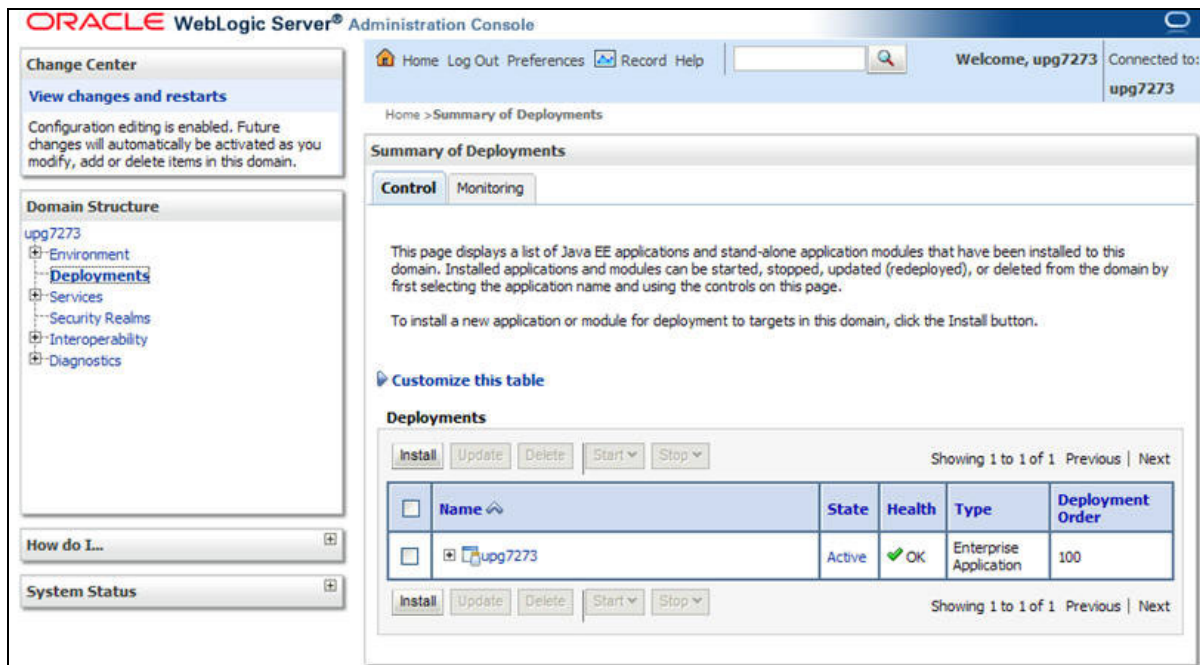 ORACLE WebLogic Server® Administration Console
Change Center
View changes and restarts
Configuration editing is enabled. Future
changes will automatically be activated as you
modify, add or delete items in this domain.
Domain Structure
upg7273
Environment
Deployments
Services
Security Realms
Interoperability
Diagnostics
How do I...
System Status
Home Log Out Preferences Record Help
Welcome, upg7273
Connected to:
upg7273
Home >Summary of Deployments
Summary of Deployments
Control Monitoring
This page displays a list of Java EE applications and stand-alone application modules that have been installed to this
domain. Installed applications and modules can be started, stopped, updated (redeployed), or deleted from the domain by
first selecting the application name and using the controls on this page.
To install a new application or module for deployment to targets in this domain, click the Install button.
Customize this table
Deployments
Install Update Delete Start Stop
Showing 1 to 1 of 1 Previous | Next
Name State Health Type Deployment Order
upg7273 Active OK Enterprise Application 100
Install Update Delete Start Stop
Showing 1 to 1 of 1 Previous | Next